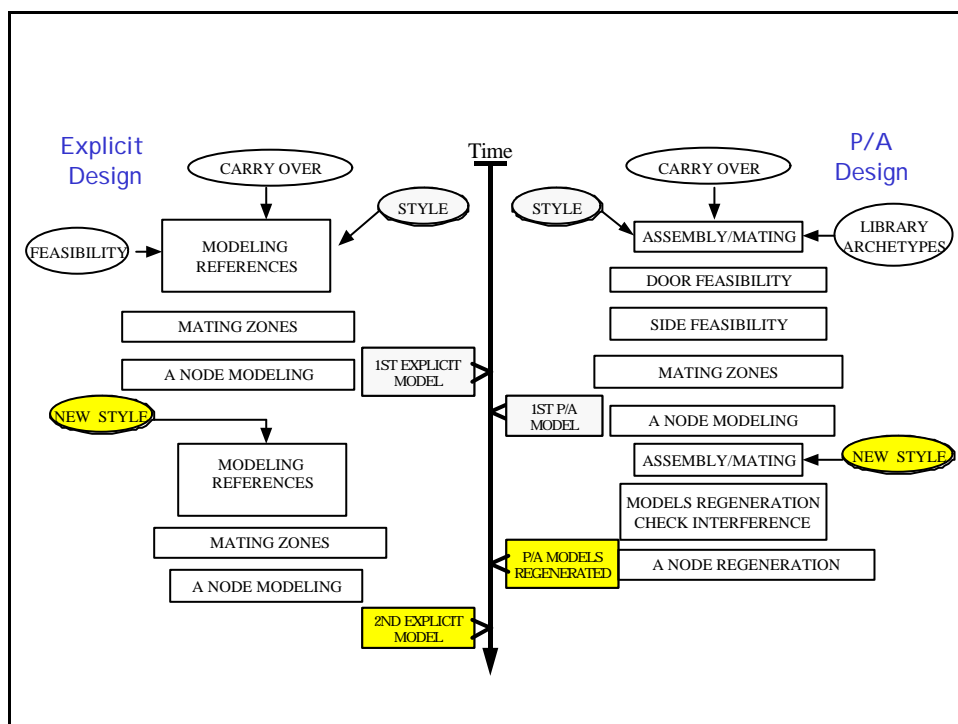 Explicit
Design
CARRY OVER
STYLE
FEASIBILITY
MODELING
REFERENCES
MATING ZONES
A NODE MODELING
1ST EXPLICIT
MODEL
NEW STYLE
MODELING
REFERENCES
MATING ZONES
A NODE MODELING
2ND EXPLICIT
MODEL
Time
P/A
Design
CARRY OVER
STYLE
ASSEMBLY/MATING
LIBRARY
ARCHETYPES
DOOR FEASIBILITY
SIDE FEASIBILITY
MATING ZONES
1ST P/A
MODEL
A NODE MODELING
ASSEMBLY/MATING
NEW STYLE
MODELS REGENERATION
CHECK INTERFERENCE
P/A MODELS
REGENERATED
A NODE REGENERATION